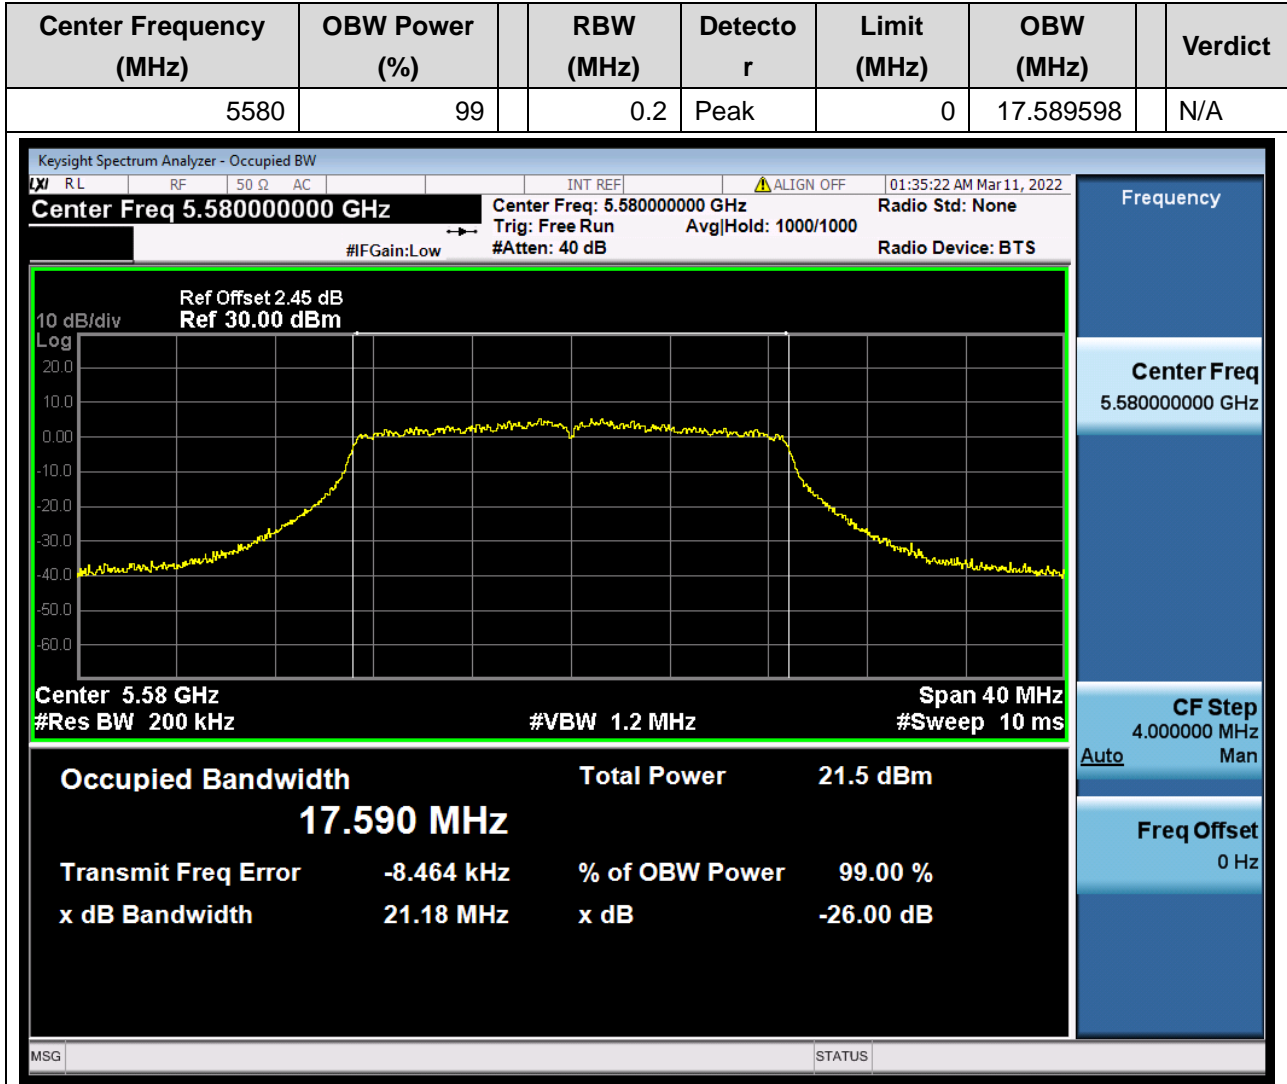 Center Frequency (MHz) OBW Power (%) RBW (MHz) Detecto r Limit (MHz) OBW (MHz) Verdict
5580 99 0.2 Peak 0 17.589598 N/A
Keysight Spectrum Analyzer - Occupied BW
LXI RL RF 50 Ω AC INT REF ALIGN OFF 01:35:22 AM Mar 11, 2022
Center Freq 5.580000000 GHz
Center Freq: 5.580000000 GHz Radio Std: None
Trig: Free Run Avg|Hold: 1000/1000
#IFGain:Low #Atten: 40 dB Radio Device: BTS
Ref Offset 2.45 dB
10 dB/div Ref 30.00 dBm
Log
20.0
10.0
0.00
-10.0
-20.0
-30.0
-40.0
-50.0
-60.0
Center 5.58 GHz Span 40 MHz
#Res BW 200 kHz #VBW 1.2 MHz #Sweep 10 ms
Occupied Bandwidth Total Power 21.5 dBm
17.590 MHz
Transmit Freq Error -8.464 kHz % of OBW Power 99.00 %
x dB Bandwidth 21.18 MHz x dB -26.00 dB
MSG STATUS
Frequency
Center Freq
5.580000000 GHz
CF Step
4.000000 MHz
Auto Man
Freq Offset
0 Hz